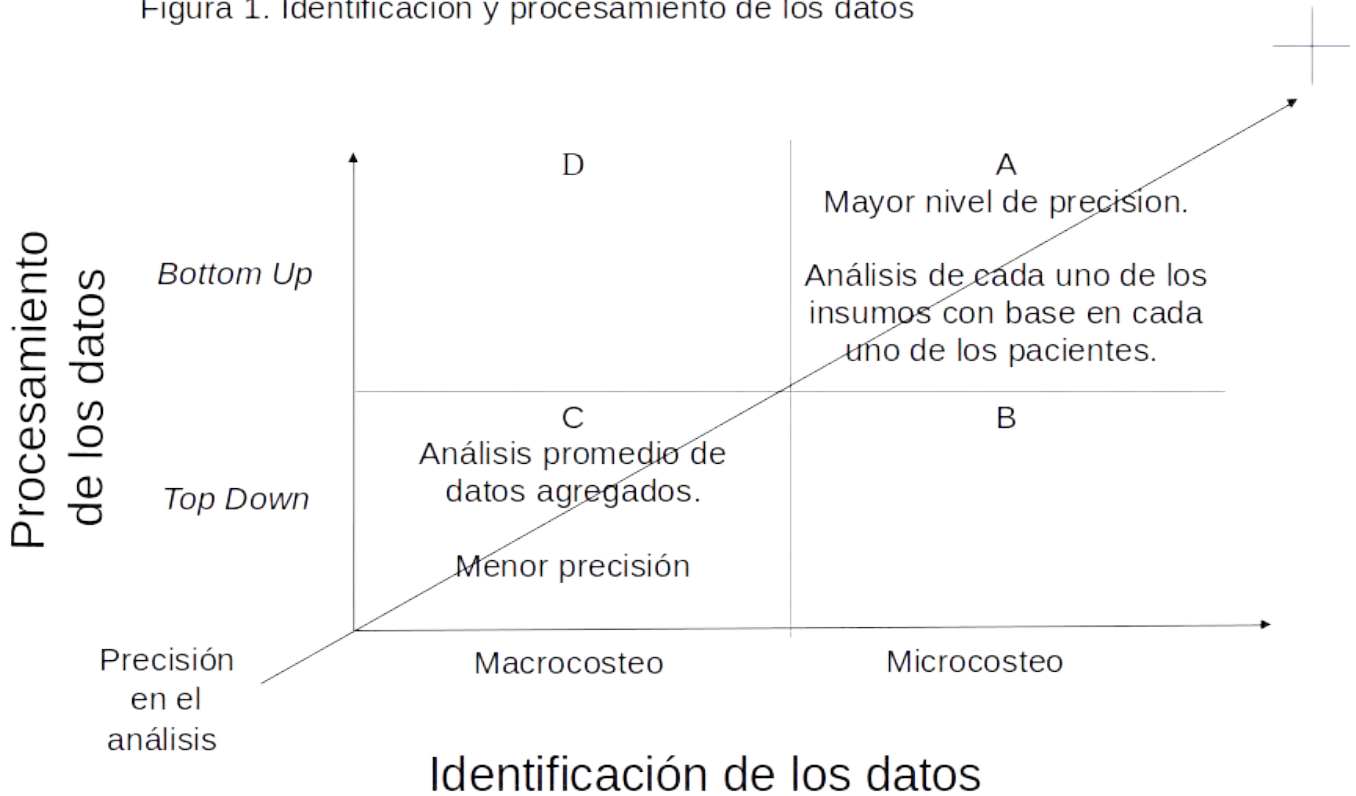 Figura 1. Identificación y procesamiento de los datos
D
A
Mayor nivel de precision.
Bottom Up
Análisis de cada uno de los
insumos con base en cada
uno de los pacientes.
Procesamiento
de los datos
C
B
Análisis promedio de
datos agregados.
Top Down
Menor precisión
Precisión
en el
análisis
Macrocosteo
Microcosteo
Identificación de los datos